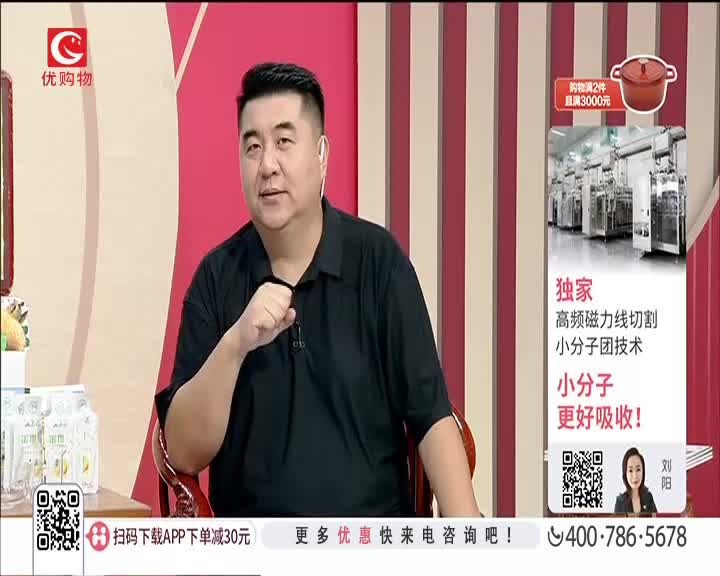 优购物
购物满2件
且满3000元
独家
高频磁力线切割
小分子团技术
小分子
更好吸收!
刘阳
扫码下载APP下单减30元
更多优惠快来电咨询吧!
400-786-5678